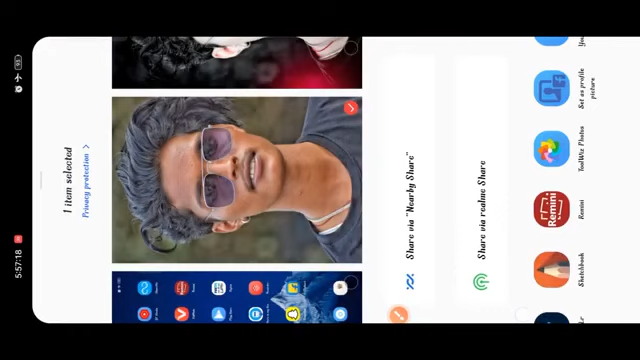 5:57:18
95
1 item selected
Privacy protection >
Share via "Nearby Share"
Share via realme Share
Set as profile
picture
ToolWiz Photos
Remini
Remini
Sketchbook